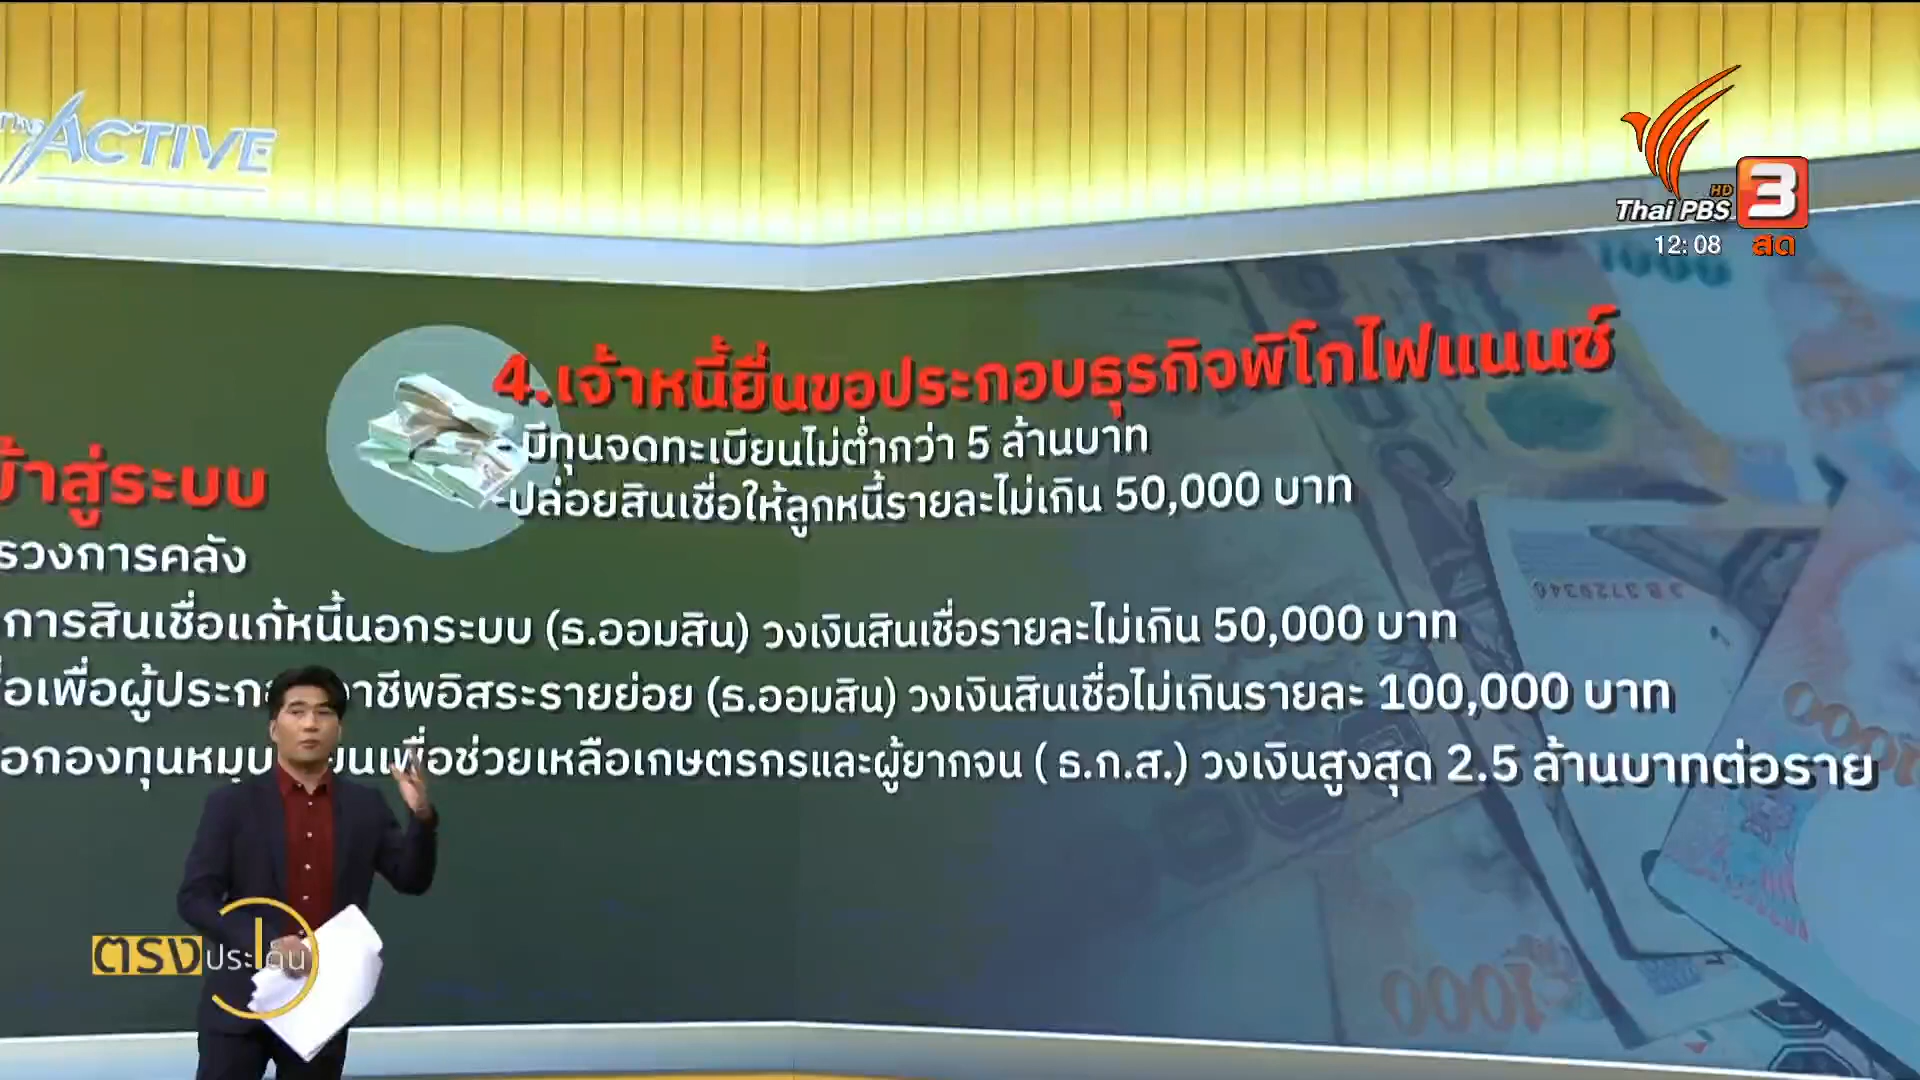 The ACTIVE
HD
Thai PBS 3
12:08 สด
4.เจ้าหนี้ยื่นขอประกอบธุรกิจพิโกไฟแนนซ์
- มีทุนจดทะเบียนไม่ต่ำกว่า 5 ล้านบาท
-ปล่อยสินเชื่อให้ลูกหนี้รายละไม่เกิน 50,000 บาท
เข้าสู่ระบบ
รวงการคลัง
การสินเชื่อแก้หนี้นอกระบบ (ธ.ออมสิน) วงเงินสินเชื่อรายละไม่เกิน 50,000 บาท
เพื่อผู้ประก าชีพอิสระรายย่อย (ธ.ออมสิน) วงเงินสินเชื่อไม่เกินรายละ 100,000 บาท
กองทุนหมุน เพื่อช่วยเหลือเกษตรกรและผู้ยากจน ( ธ.ก.ส.) วงเงินสูงสุด 2.5 ล้านบาทต่อราย
ตรงประเด็น
1000
1000